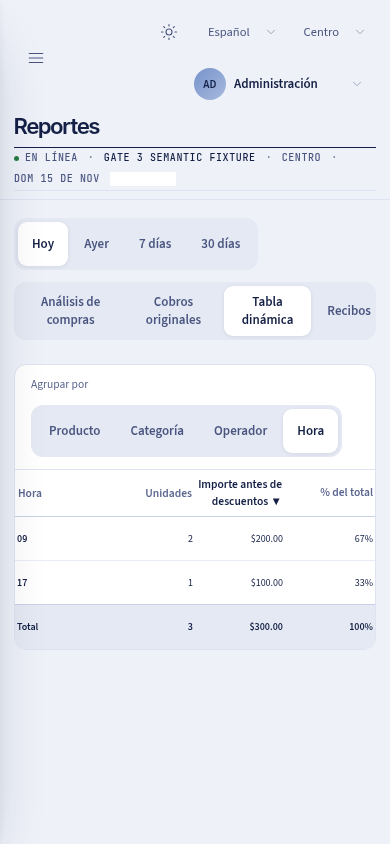 Español
Centro
AD
Administración
Reportes
EN LÍNEA · GATE 3 SEMANTIC FIXTURE · CENTRO ·
DOM 15 DE NOV
Hoy
Ayer
7 días
30 días
Análisis de
compras
Cobros
originales
Tabla
dinámica
Recibos
Agrupar por
Producto
Categoría
Operador
Hora
Hora
Unidades
Importe antes de
descuentos ▼
% del total
09 2 $200.00 67%
17 1 $100.00 33%
Total 3 $300.00 100%